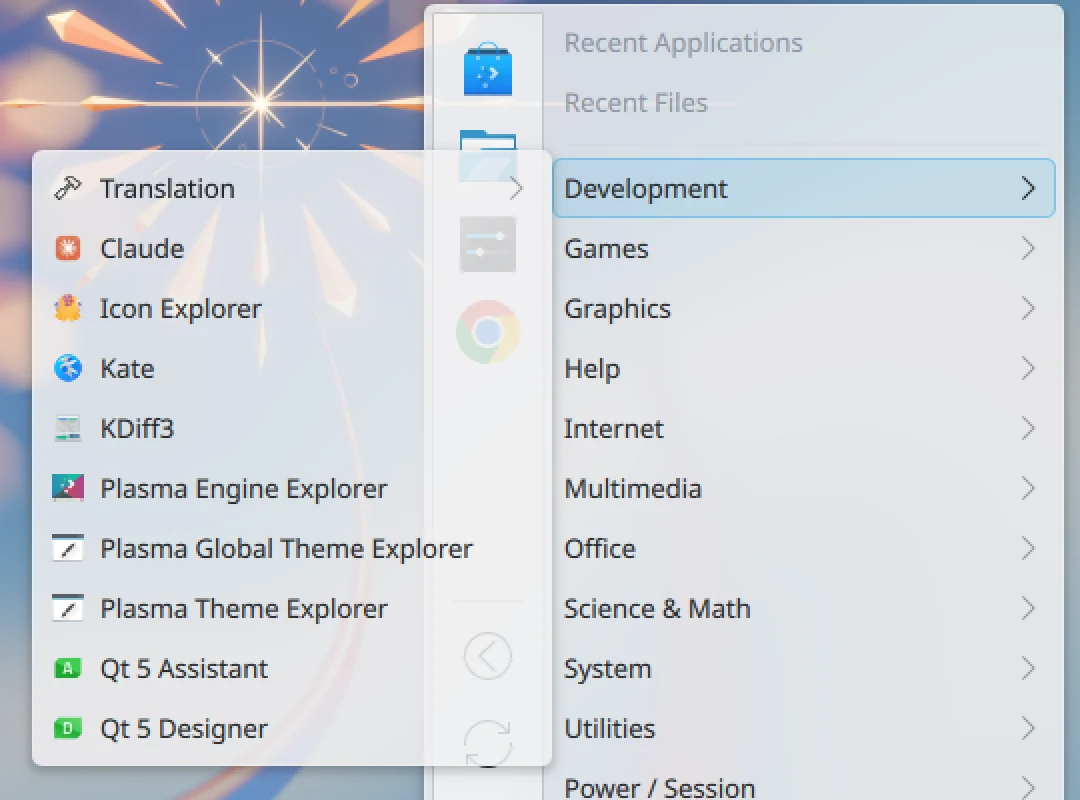 Recent Applications
Recent Files
Development
Games
Graphics
Help
Internet
Multimedia
Office
Science & Math
System
Utilities
Power / Session
Translation
Claude
Icon Explorer
Kate
KDiff3
Plasma Engine Explorer
Plasma Global Theme Explorer
Plasma Theme Explorer
A Qt 5 Assistant
D Qt 5 Designer